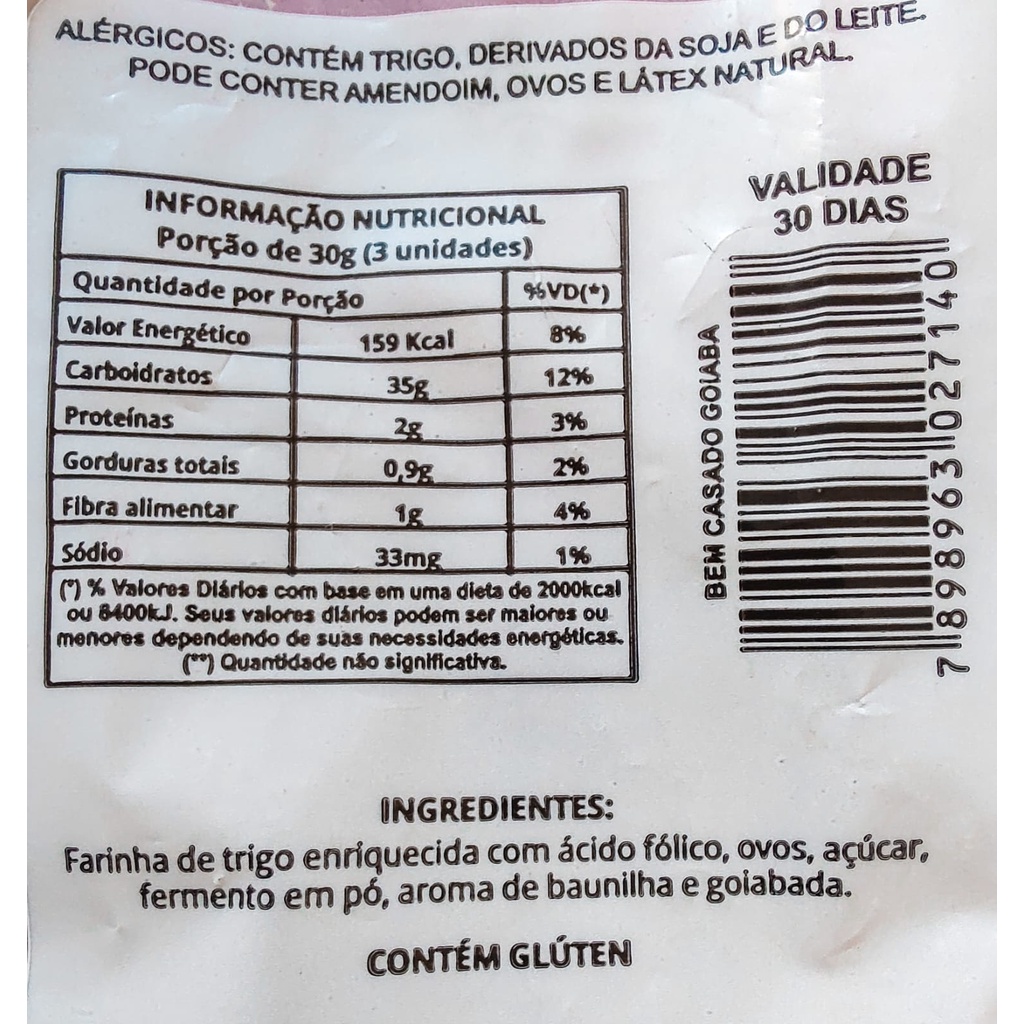 ALÉRGICOS: CONTÉM TRIGO, DERIVADOS DA SOJA E DO LEITE.
PODE CONTER AMENDOIM, OVOS E LÁTEX NATURAL.
INFORMAÇÃO NUTRICIONAL
Porção de 30g (3 unidades)
Quantidade por Porção %VD(*)
Valor Energético 159 Kcal 8%
Carboidratos 35g 12%
Proteínas 2g 3%
Gorduras totais 0,9g 2%
Fibra alimentar 1g 4%
Sódio 33mg 1%
(*) % Valores Diários com base em uma dieta de 2000kcal
ou 8400kJ. Seus valores diários podem ser maiores ou
menores dependendo de suas necessidades energéticas.
(**) Quantidade não significativa.
VALIDADE
30 DIAS
BEM CASADO GOIABA
7 898963 027140
INGREDIENTES:
Farinha de trigo enriquecida com ácido fólico, ovos, açúcar,
fermento em pó, aroma de baunilha e goiabada.
CONTÉM GLÚTEN